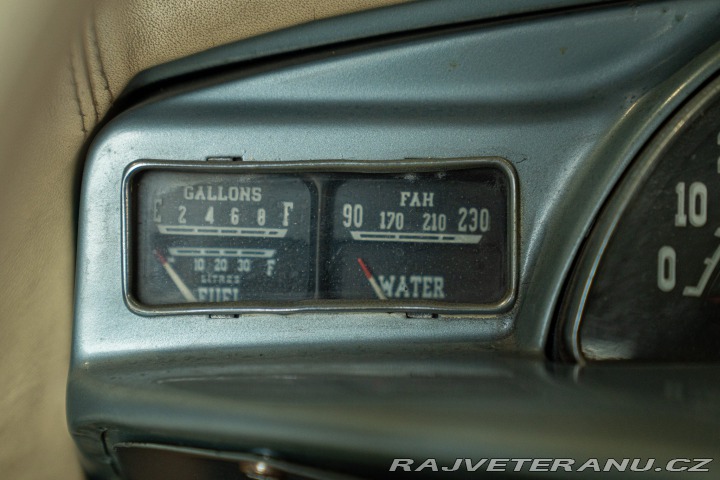 GALLONS
E 2 4 6 8 F
10 20 30 F
LITRES
FUEL
FAH
90 170 210 230
WATER
10
0
RAJVETERANU.CZ